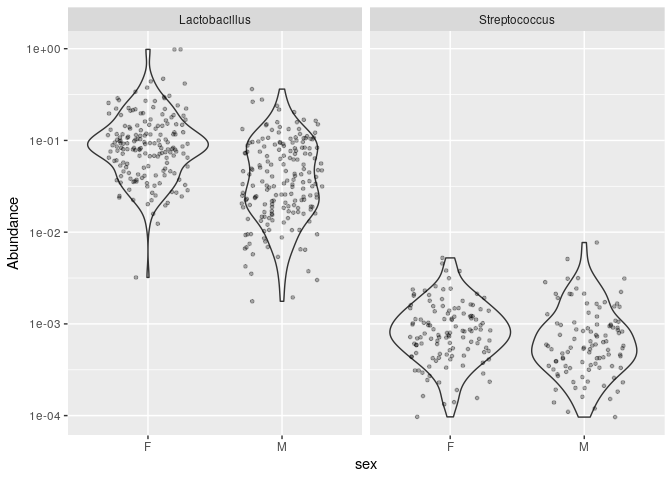 Lactobacillus
Streptococcus
Abundance
1e+00
1e-01
1e-02
1e-03
1e-04
F
M
F
M
sex